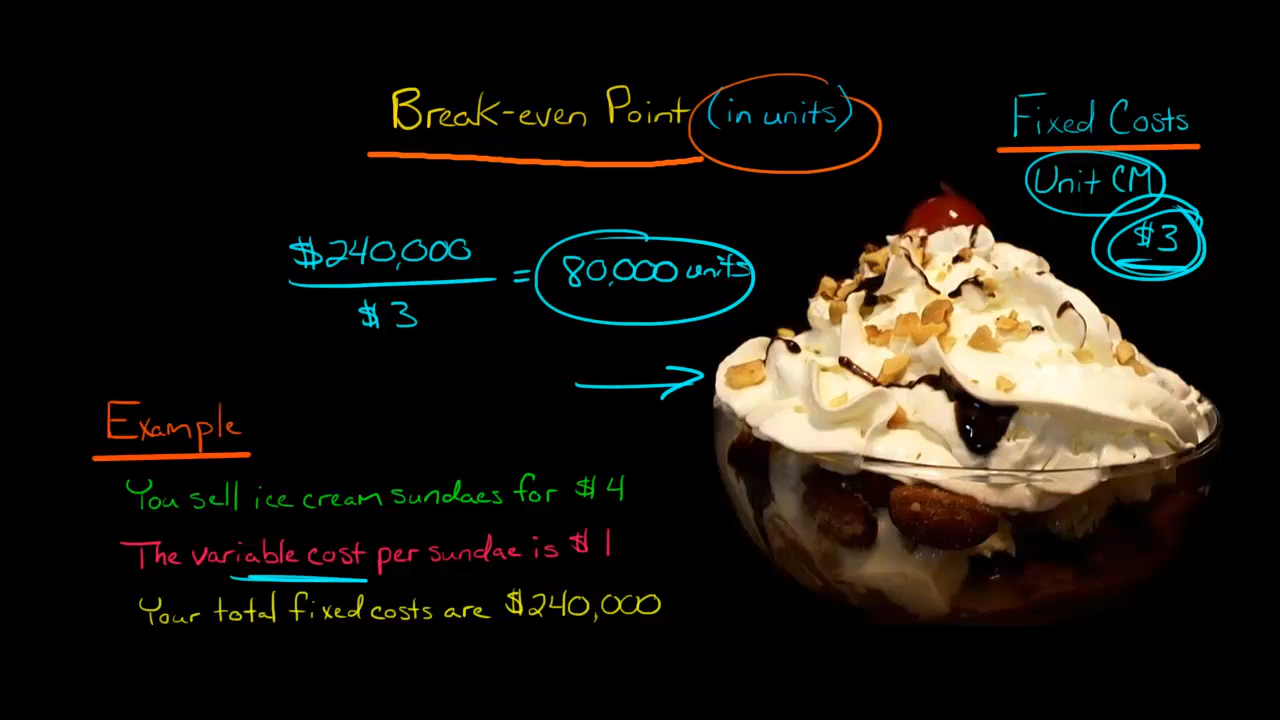 Break-even Point (in units)
Fixed Costs
Unit CM
$3
$240,000
$3
= 80,000 units
Example
You sell ice cream sundaes for $4
The variable cost per sundae is $1
Your total fixed costs are $240,000